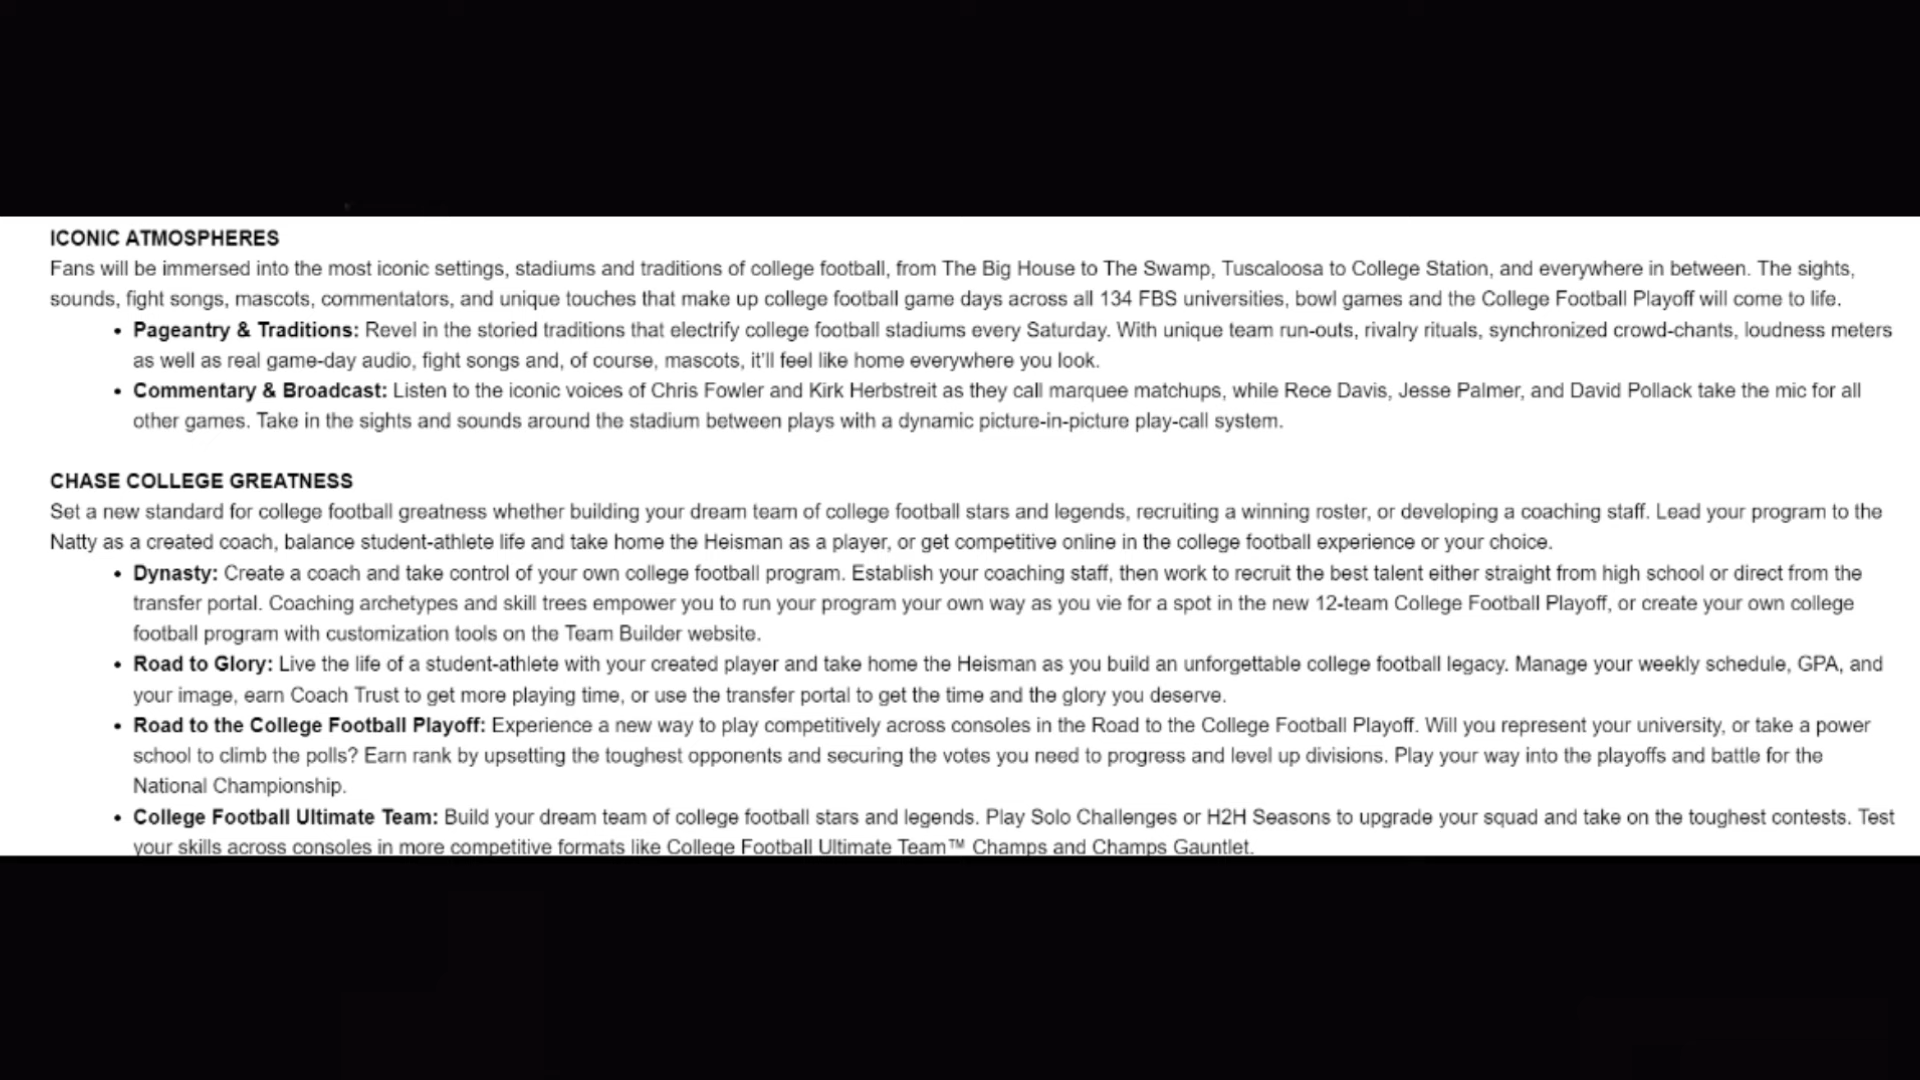 ICONIC ATMOSPHERES
Fans will be immersed into the most iconic settings, stadiums and traditions of college football, from The Big House to The Swamp, Tuscaloosa to College Station, and everywhere in between. The sights,
sounds, fight songs, mascots, commentators, and unique touches that make up college football game days across all 134 FBS universities, bowl games and the College Football Playoff will come to life.
• Pageantry & Traditions: Revel in the storied traditions that electrify college football stadiums every Saturday. With unique team run-outs, rivalry rituals, synchronized crowd-chants, loudness meters
as well as real game-day audio, fight songs and, of course, mascots, it'll feel like home everywhere you look.
• Commentary & Broadcast: Listen to the iconic voices of Chris Fowler and Kirk Herbstreit as they call marquee matchups, while Rece Davis, Jesse Palmer, and David Pollack take the mic for all
other games. Take in the sights and sounds around the stadium between plays with a dynamic picture-in-picture play-call system.
CHASE COLLEGE GREATNESS
Set a new standard for college football greatness whether building your dream team of college football stars and legends, recruiting a winning roster, or developing a coaching staff. Lead your program to the
Natty as a created coach, balance student-athlete life and take home the Heisman as a player, or get competitive online in the college football experience or your choice.
• Dynasty: Create a coach and take control of your own college football program. Establish your coaching staff, then work to recruit the best talent either straight from high school or direct from the
transfer portal. Coaching archetypes and skill trees empower you to run your program your own way as you vie for a spot in the new 12-team College Football Playoff, or create your own college
football program with customization tools on the Team Builder website.
• Road to Glory: Live the life of a student-athlete with your created player and take home the Heisman as you build an unforgettable college football legacy. Manage your weekly schedule, GPA, and
your image, earn Coach Trust to get more playing time, or use the transfer portal to get the time and the glory you deserve.
• Road to the College Football Playoff: Experience a new way to play competitively across consoles in the Road to the College Football Playoff. Will you represent your university, or take a power
school to climb the polls? Earn rank by upsetting the toughest opponents and securing the votes you need to progress and level up divisions. Play your way into the playoffs and battle for the
National Championship.
• College Football Ultimate Team: Build your dream team of college football stars and legends. Play Solo Challenges or H2H Seasons to upgrade your squad and take on the toughest contests. Test
your skills across consoles in more competitive formats like College Football Ultimate Team™ Champs and Champs Gauntlet.